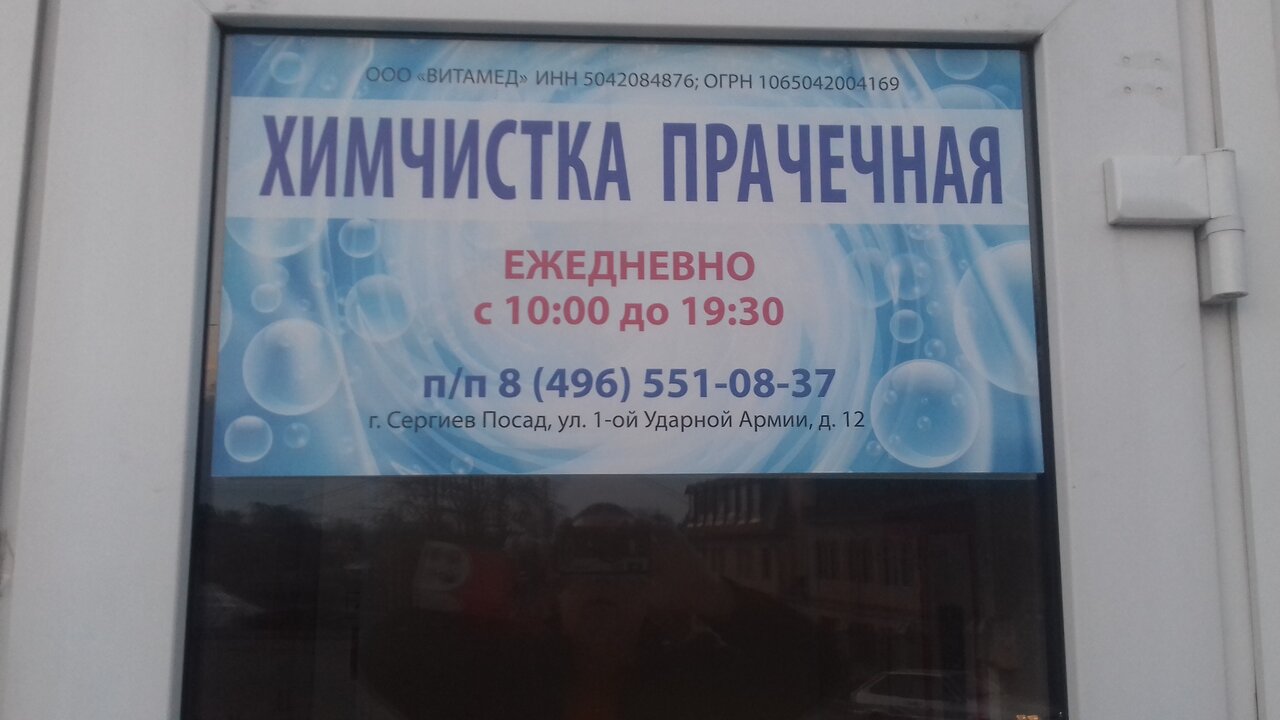 ООО «ВИТАМЕД» ИНН 5042084876; ОГРН 1065042004169
ХИМЧИСТКА ПРАЧЕЧНАЯ
ЕЖЕДНЕВНО
с 10:00 до 19:30
п/п 8 (496) 551-08-37
г. Сергиев Посад, ул. 1-ой Ударной Армии, д. 12